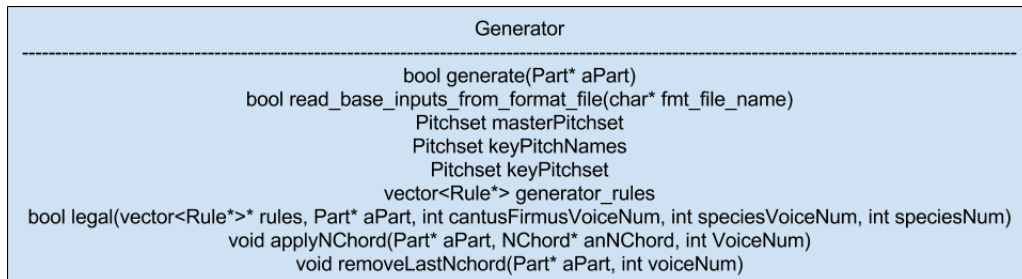 Generator
bool generate(Part* aPart)
bool read_base_inputs_from_format_file(char* fmt_file_name)
Pitchset masterPitchset
Pitchset keyPitchNames
Pitchset keyPitchset
vector<Rule*> generator_rules
bool legal(vector<Rule*>* rules, Part* aPart, int cantusFirmusVoiceNum, int speciesVoiceNum, int speciesNum)
void applyNChord(Part* aPart, NChord* anNChord, int VoiceNum)
void removeLastNchord(Part* aPart, int voiceNum)